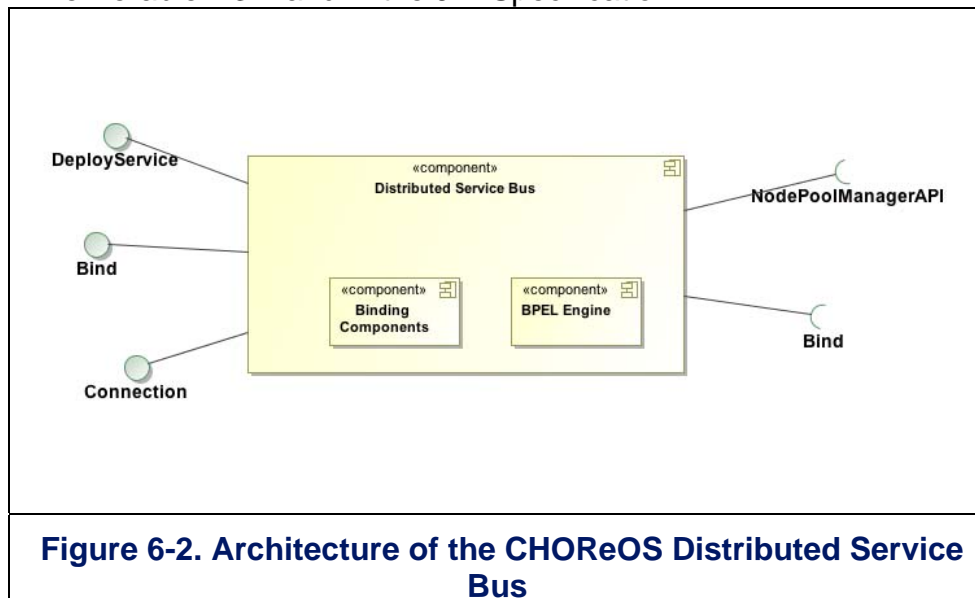 DeployService
Bind
Connection
«component»
Distributed Service Bus
«component»
Binding
Components
«component»
BPEL Engine
NodePoolManagerAPI
Bind
Figure 6-2. Architecture of the CHOReOS Distributed Service
Bus